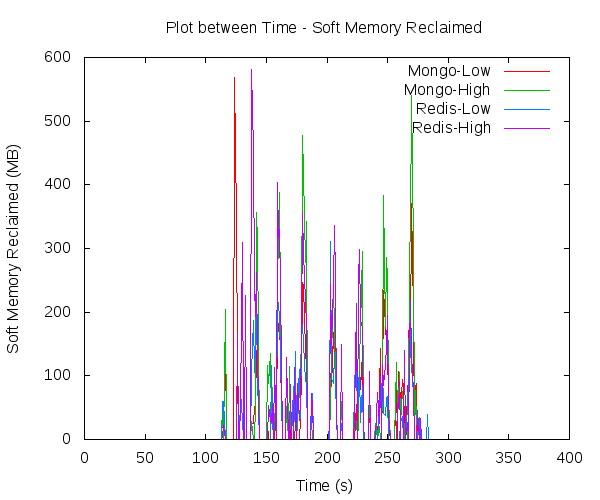 Plot between Time - Soft Memory Reclaimed
Soft Memory Reclaimed (MB)
600
500
400
300
200
100
0
Mongo-Low
Mongo-High
Redis-Low
Redis-High
0 50 100 150 200 250 300 350 400
Time (s)